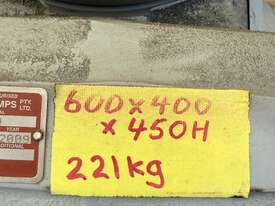 600x400
x 450H
221kg
MPS PTY.
LTD.
YEAR